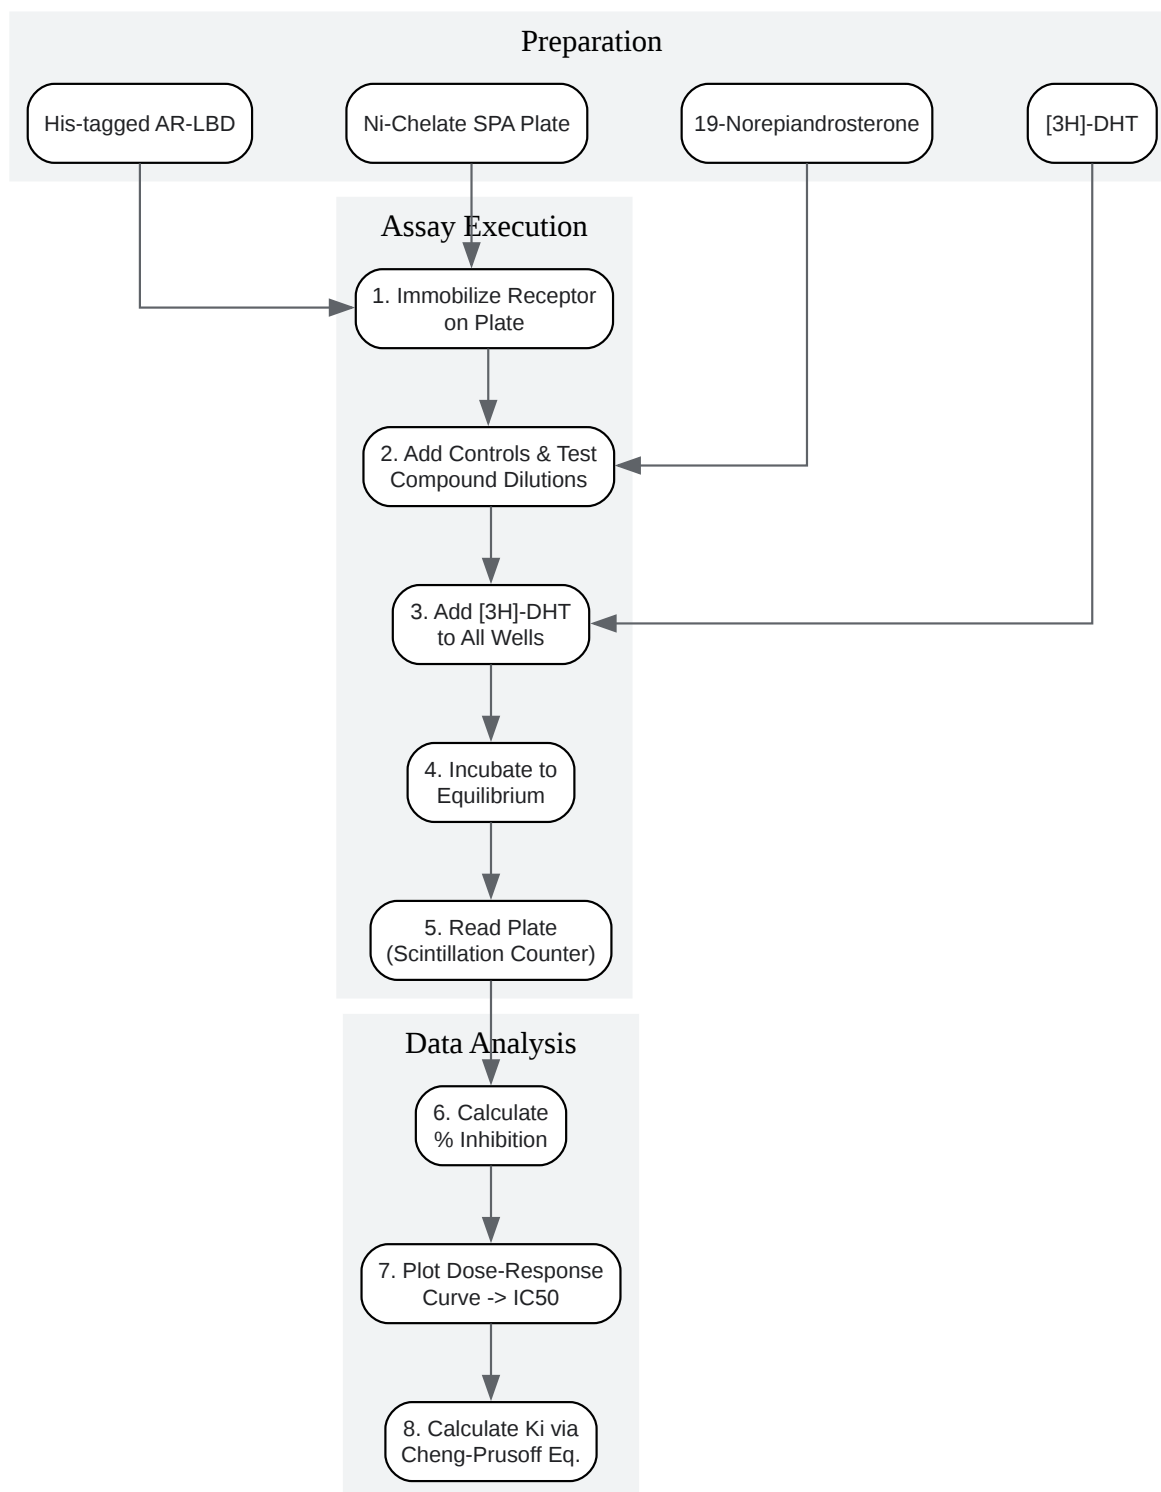 Preparation
His-tagged AR-LBD
Ni-Chelate SPA Plate
19-Norepiandrosterone
[3H]-DHT
Assay Execution
1. Immobilize Receptor
on Plate
2. Add Controls & Test
Compound Dilutions
3. Add [3H]-DHT
to All Wells
4. Incubate to
Equilibrium
5. Read Plate
(Scintillation Counter)
Data Analysis
6. Calculate
% Inhibition
7. Plot Dose-Response
Curve -> IC50
8. Calculate Ki via
Cheng-Prusoff Eq.